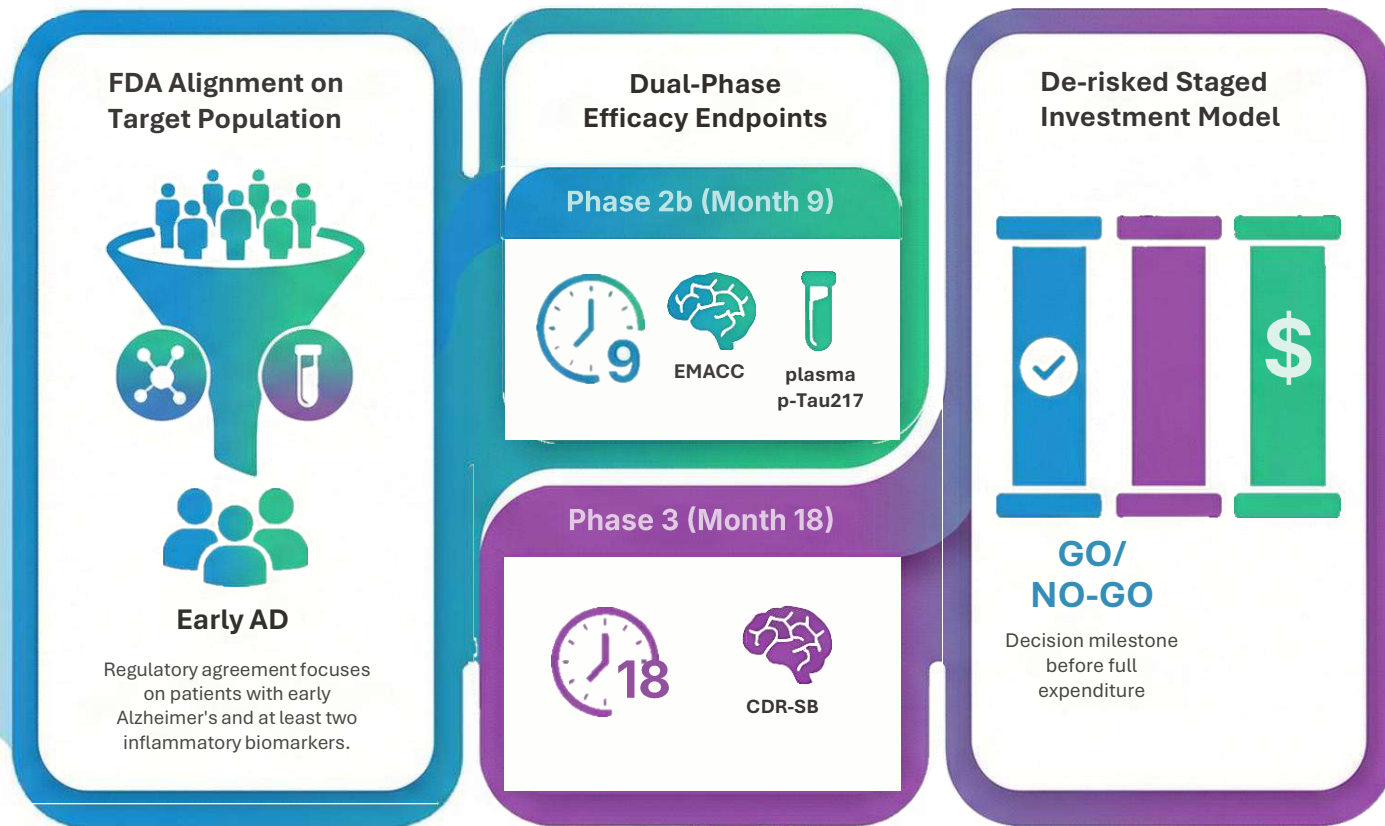 FDA Alignment on
Target Population
Early AD
Regulatory agreement focuses
on patients with early
Alzheimer's and at least two
inflammatory biomarkers.
Dual-Phase
Efficacy Endpoints
Phase 2b (Month 9)
9
EMACC
plasma
p-Tau217
Phase 3 (Month 18)
18
CDR-SB
De-risked Staged
Investment Model
$
GO/
NO-GO
Decision milestone
before full
expenditure